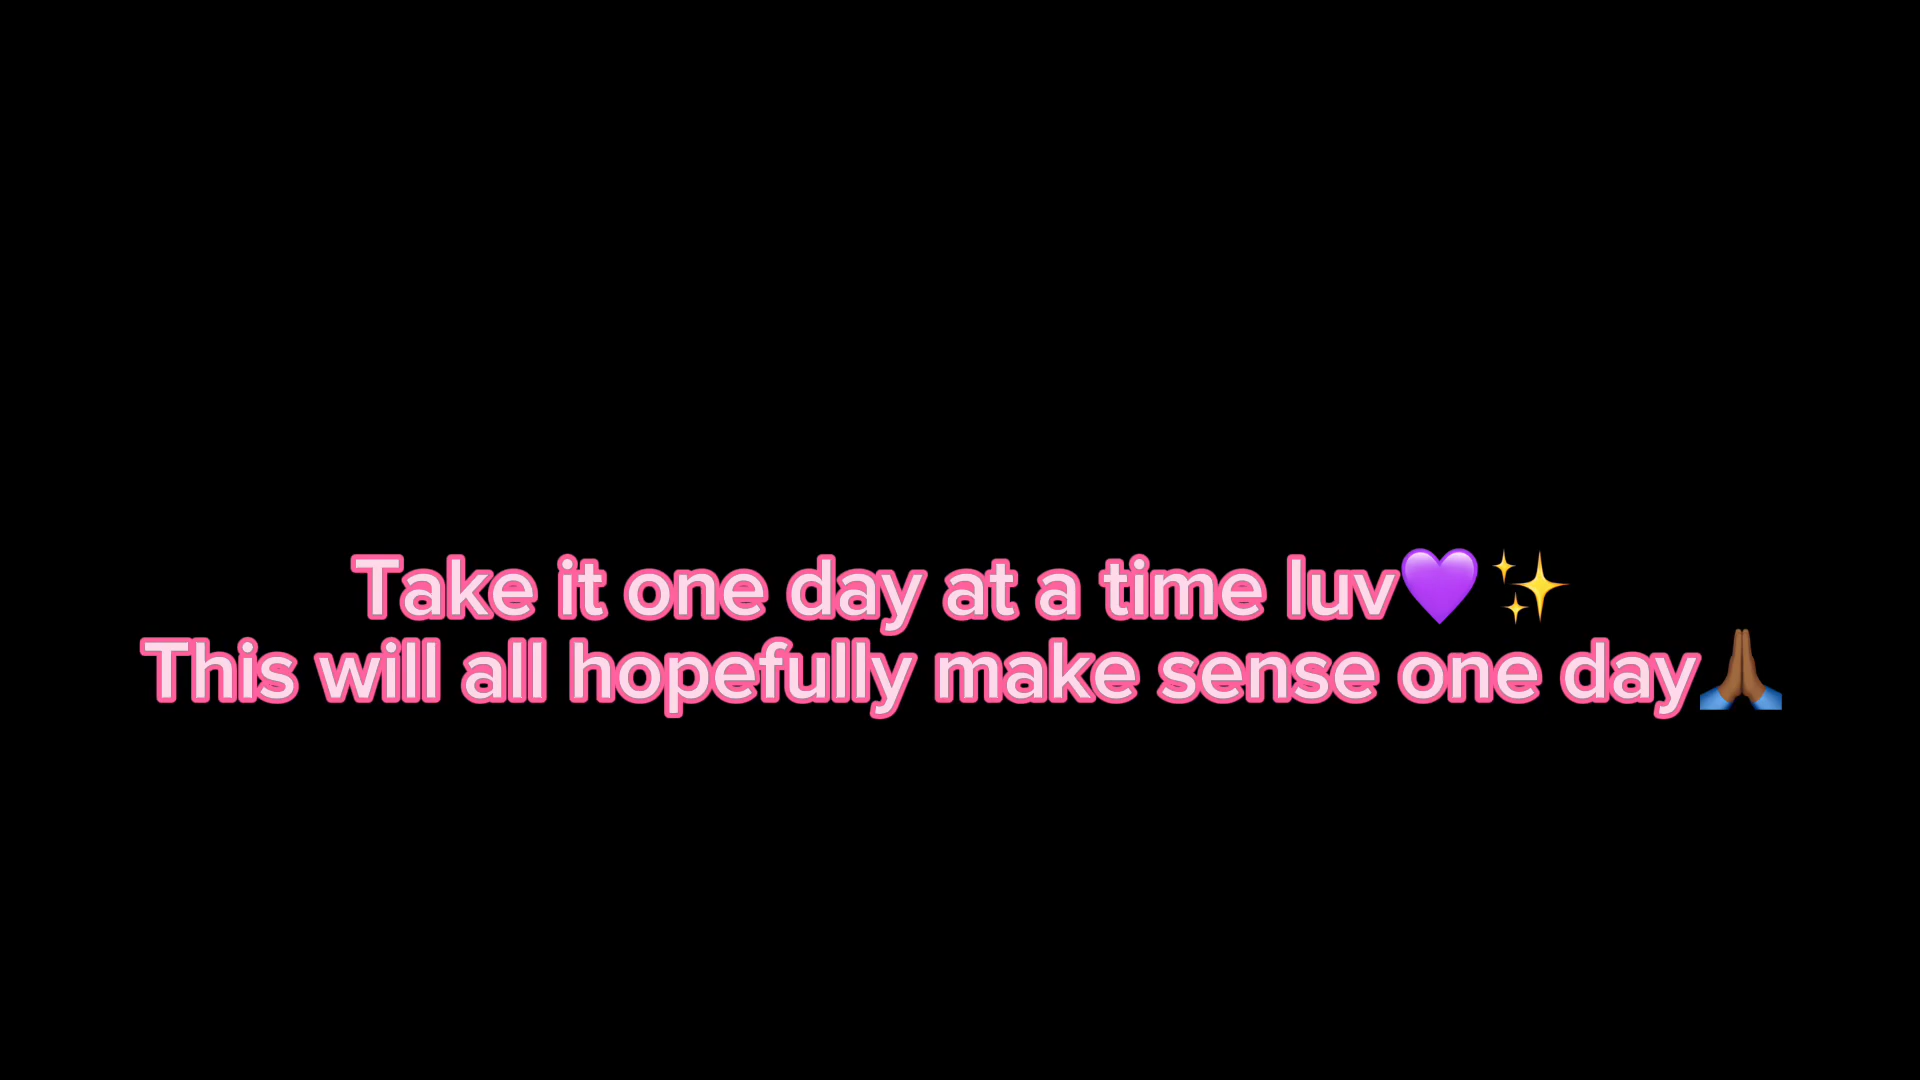 Take it one day at a time luv💜✨
This will all hopefully make sense one day🙏🏾